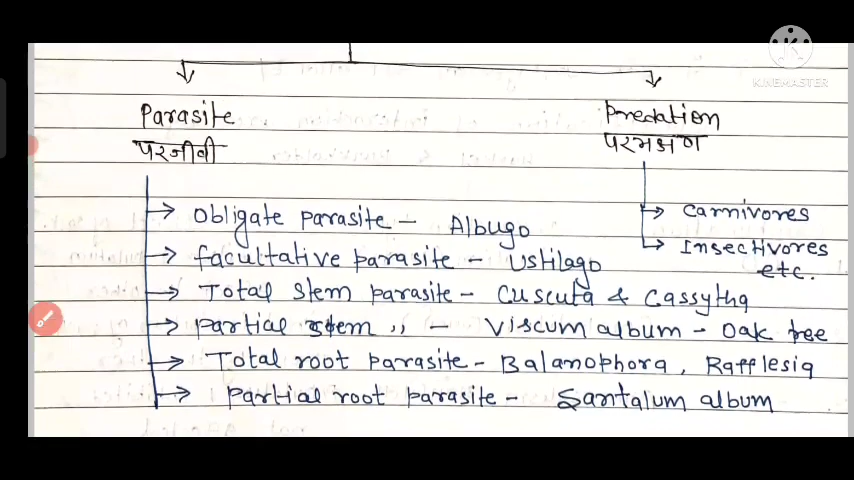 K
KINEMASTER
Parasite
परजीवी
Predation
परभक्षण
→ Obligate parasite - Albugo
→ facultative parasite - Ustilago
→ Total stem parasite - Cuscuta & Cassytha
→ partial stem ,, - Viscum album - Oak tree
→ Total root parasite - Balanophora, Rafflesia
→ partial root parasite - Santalum album
→ Carnivores
→ Insectivores
etc.